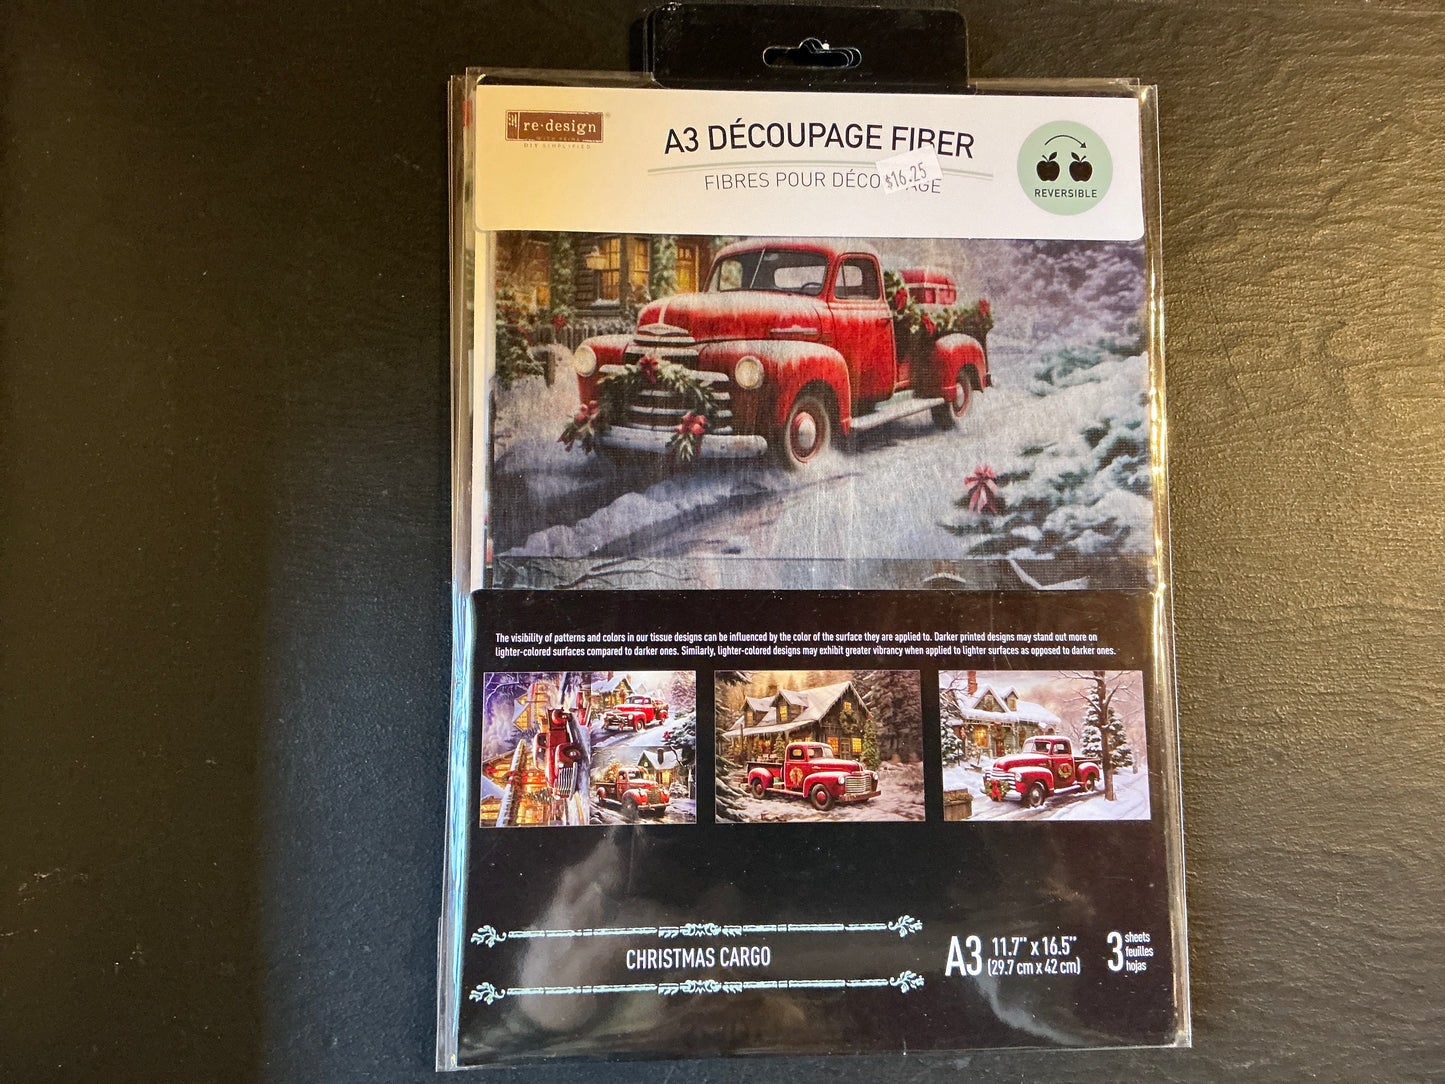 re·design
WITH PRIMA
DIY SIMPLIFIED
A3 DÉCOUPAGE FIBER
FIBRES POUR DÉCO AGE
$16.25
REVERSIBLE
The visibility of patterns and colors in our tissue designs can be influenced by the color of the surface they are applied to. Darker printed designs may stand out more on
lighter-colored surfaces compared to darker ones. Similarly, lighter-colored designs may exhibit greater vibrancy when applied to lighter surfaces as opposed to darker ones.
CHRISTMAS CARGO
A3 11.7" x 16.5"
(29.7 cm x 42 cm)
3 sheets
feuilles
hojas